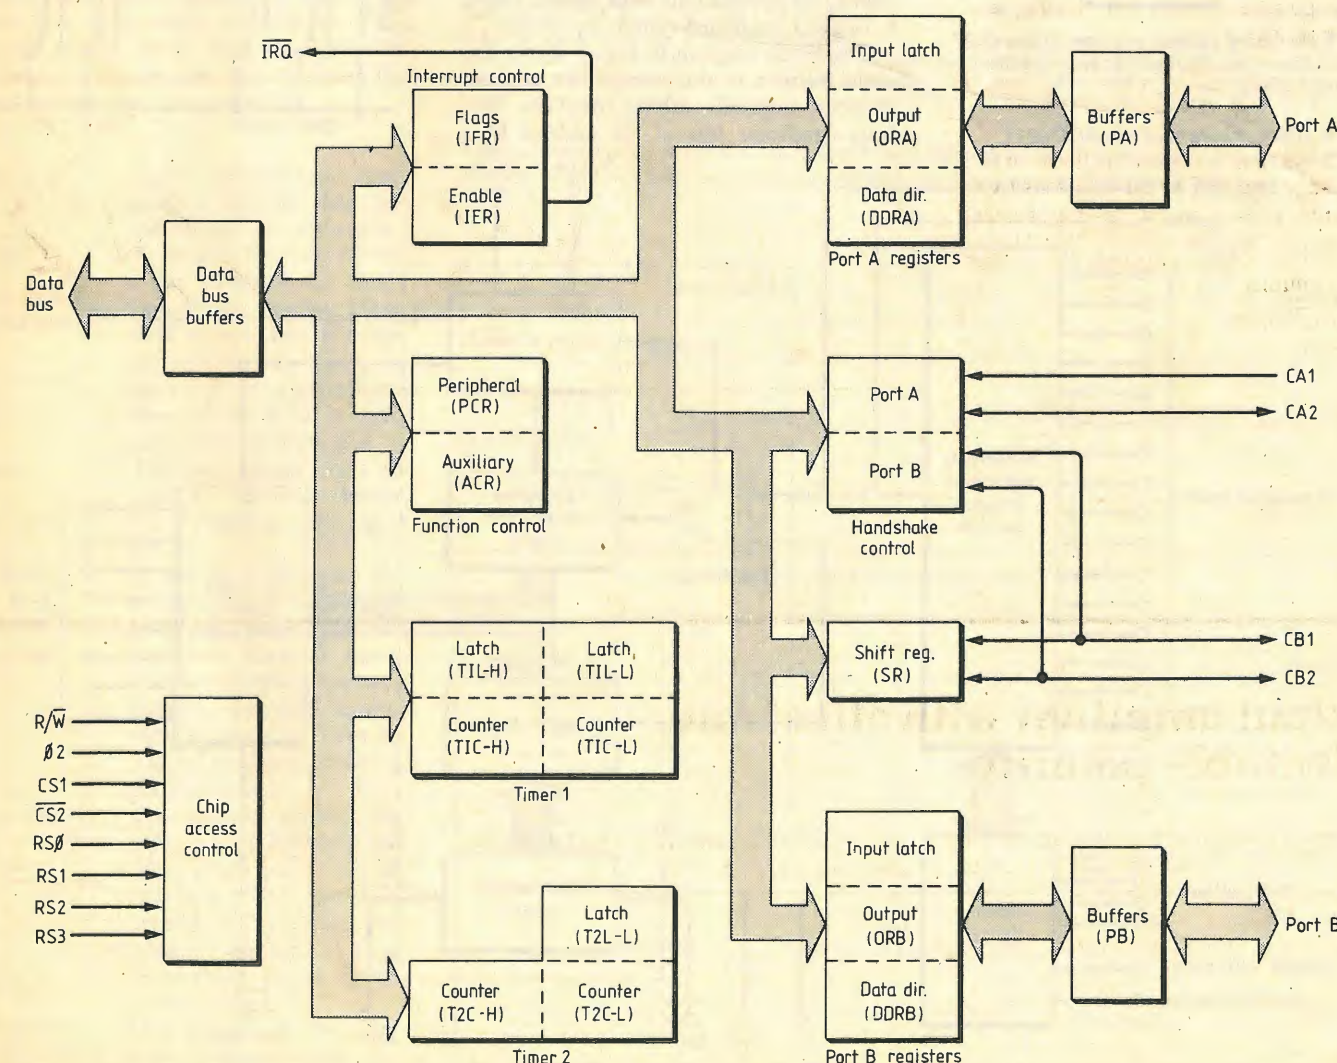 IRQ
Interrupt control
Flags
(IFR)
Enable
(IER)
Input latch
Output
(ORA)
Data dir.
(DDRA)
Port A registers
Buffers
(PA)
Port A
Data
bus
Data
bus
buffers
Peripheral
(PCR)
Auxiliary
(ACR)
Function control
Port A
Port B
Handshake
control
CA1
CA2
Latch
(TIL-H)
Latch
(TIL-L)
Counter
(TIC-H)
Counter
(TIC-L)
Timer 1
Shift reg.
(SR)
CB1
CB2
R/W
Ø2
CS1
CS2
RSØ
RS1
RS2
RS3
Chip
access
control
Latch
(T2L-L)
Counter
(T2C-H)
Counter
(T2C-L)
Timer 2
Input latch
Output
(ORB)
Data dir.
(DDRB)
Port B registers
Buffers
(PB)
Port B